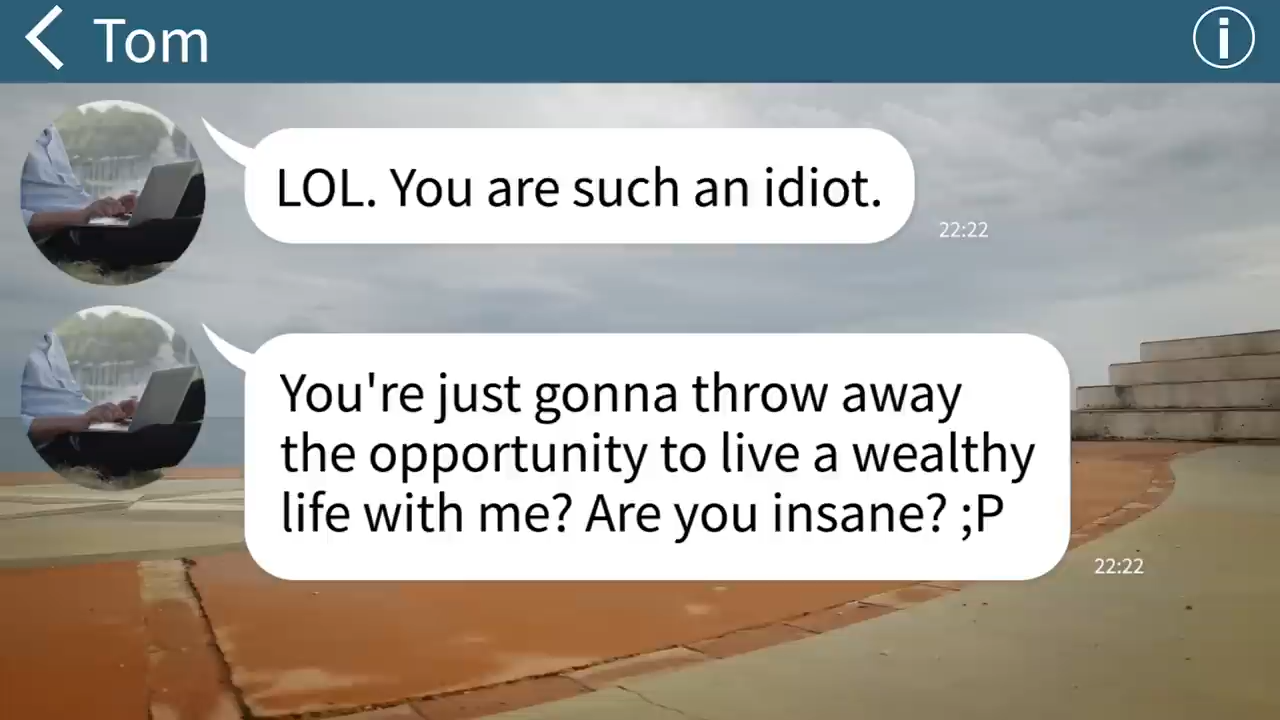 Tom
LOL. You are such an idiot.
22:22
You're just gonna throw away
the opportunity to live a wealthy
life with me? Are you insane? ;P
22:22